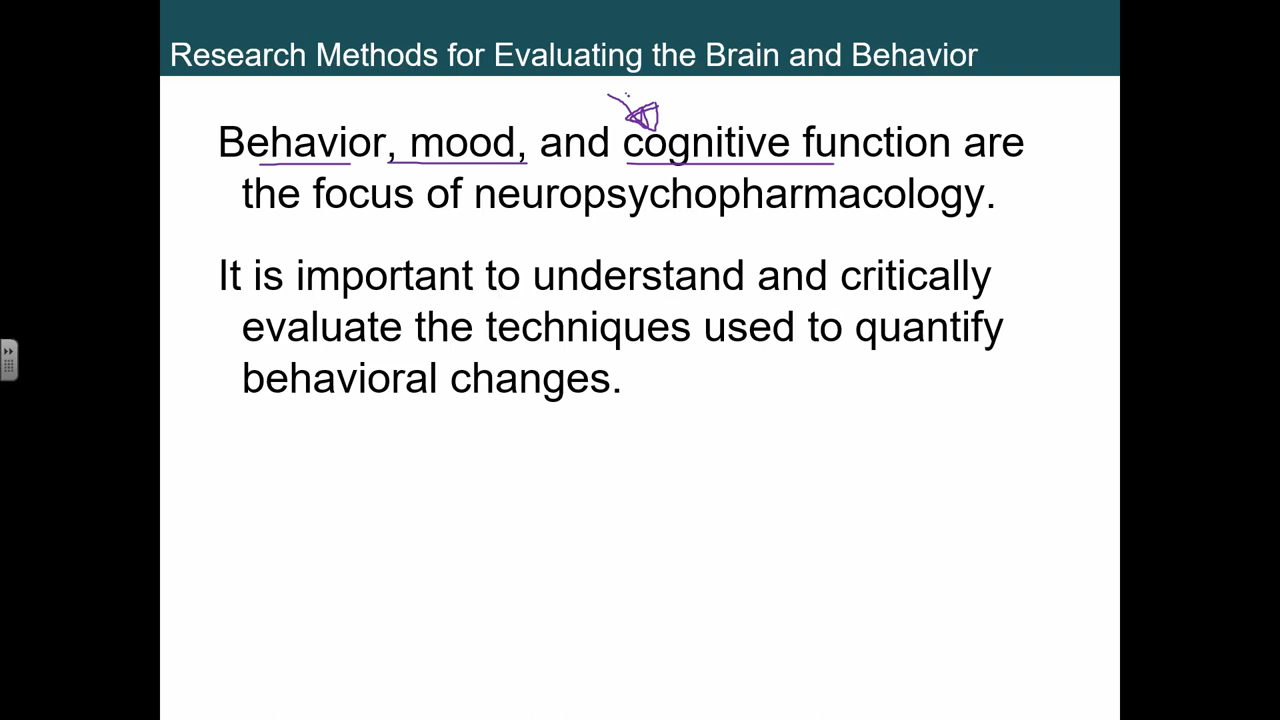 Research Methods for Evaluating the Brain and Behavior
Behavior, mood, and cognitive function are
the focus of neuropsychopharmacology.
It is important to understand and critically
evaluate the techniques used to quantify
behavioral changes.